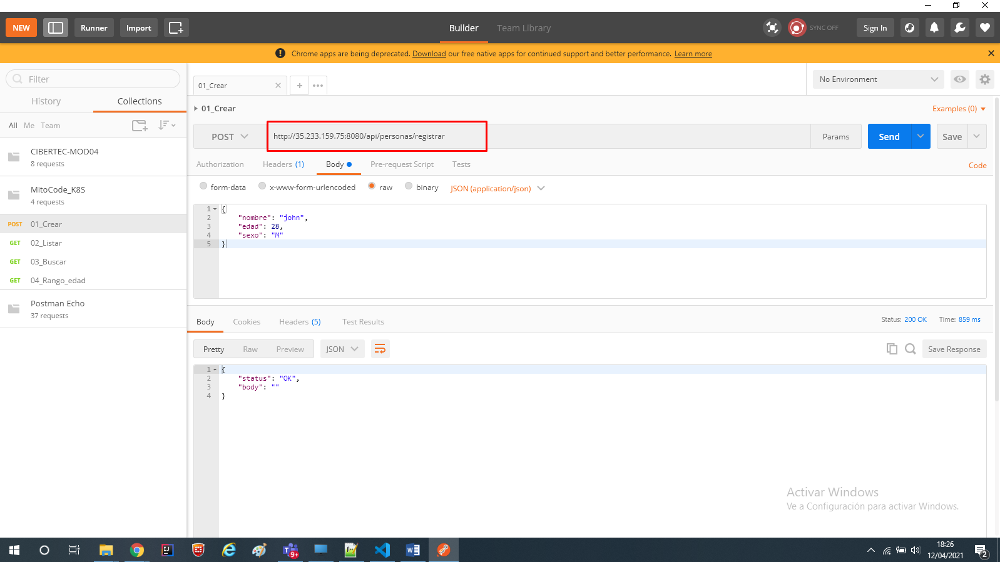 NEW
Runner
Import
Builder
Team Library
SYNC OFF
Sign In
Chrome apps are being deprecated. Download our free native apps for continued support and better performance. Learn more
Filter
History
Collections
All Me Team
CIBERTEC-MOD04
8 requests
MitoCode_K8S
4 requests
POST 01_Crear
GET 02_Listar
GET 03_Buscar
GET 04_Rango_edad
Postman Echo
37 requests
01_Crear
No Environment
01_Crear
Examples (0)
POST
http://35.233.159.75:8080/api/personas/registrar
Params
Send
Save
Authorization
Headers (1)
Body
Pre-request Script
Tests
Code
form-data
x-www-form-urlencoded
raw
binary
JSON (application/json)
1 {
2 "nombre": "john",
3 "edad": 28,
4 "sexo": "M"
5 }
Body
Cookies
Headers (5)
Test Results
Status: 200 OK
Time: 859 ms
Pretty
Raw
Preview
JSON
Save Response
1 {
2 "status": "OK",
3 "body": ""
4 }
Activar Windows
Ve a Configuración para activar Windows.
9+
18:26
12/04/2021
2